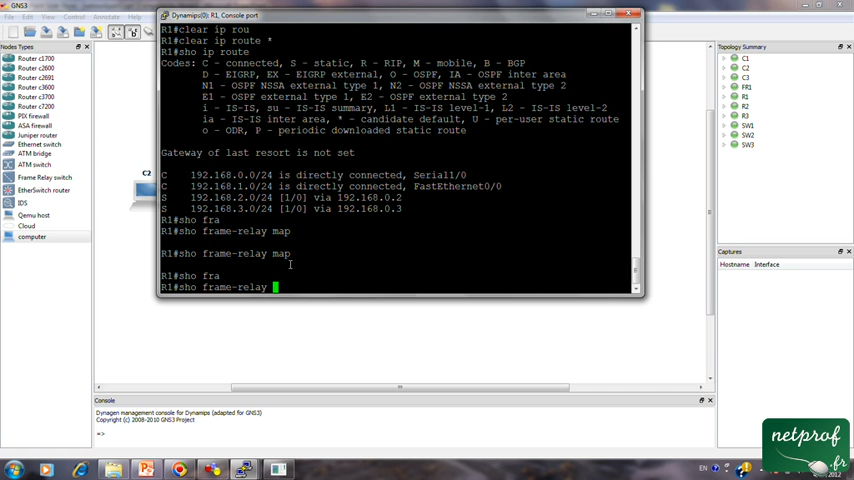 GNS3
File
Edit
View
Control
Annotate
Dynamips(0): R1, Console port
R1#clear ip rou
R1#clear ip route *
R1#sho ip route
Codes: C - connected, S - static, R - RIP, M - mobile, B - BGP
D - EIGRP, EX - EIGRP external, O - OSPF, IA - OSPF inter area
N1 - OSPF NSSA external type 1, N2 - OSPF NSSA external type 2
E1 - OSPF external type 1, E2 - OSPF external type 2
i - IS-IS, su - IS-IS summary, L1 - IS-IS level-1, L2 - IS-IS level-2
ia - IS-IS inter area, * - candidate default, U - per-user static route
o - ODR, P - periodic downloaded static route
Gateway of last resort is not set
C 192.168.0.0/24 is directly connected, Serial1/0
C 192.168.1.0/24 is directly connected, FastEthernet0/0
S 192.168.2.0/24 [1/0] via 192.168.0.2
S 192.168.3.0/24 [1/0] via 192.168.0.3
R1#sho fra
R1#sho frame-relay map
R1#sho frame-relay map
R1#sho fra
R1#sho frame-relay
Nodes Types
Router c1700
Router c2600
Router c2691
Router c3600
Router c3700
Router c7200
PIX firewall
ASA firewall
Juniper router
Ethernet switch
ATM bridge
ATM switch
Frame Relay switch
EtherSwitch router
IDS
Qemu host
Cloud
computer
C2
Topology Summary
C1
C2
C3
FR1
R1
R2
R3
SW1
SW2
SW3
Captures
Hostname Interface
Console
Dynagen management console for Dynamips (adapted for GNS3)
Copyright (c) 2008-2010 GNS3 Project
=>
EN
2012
netprof
.fr